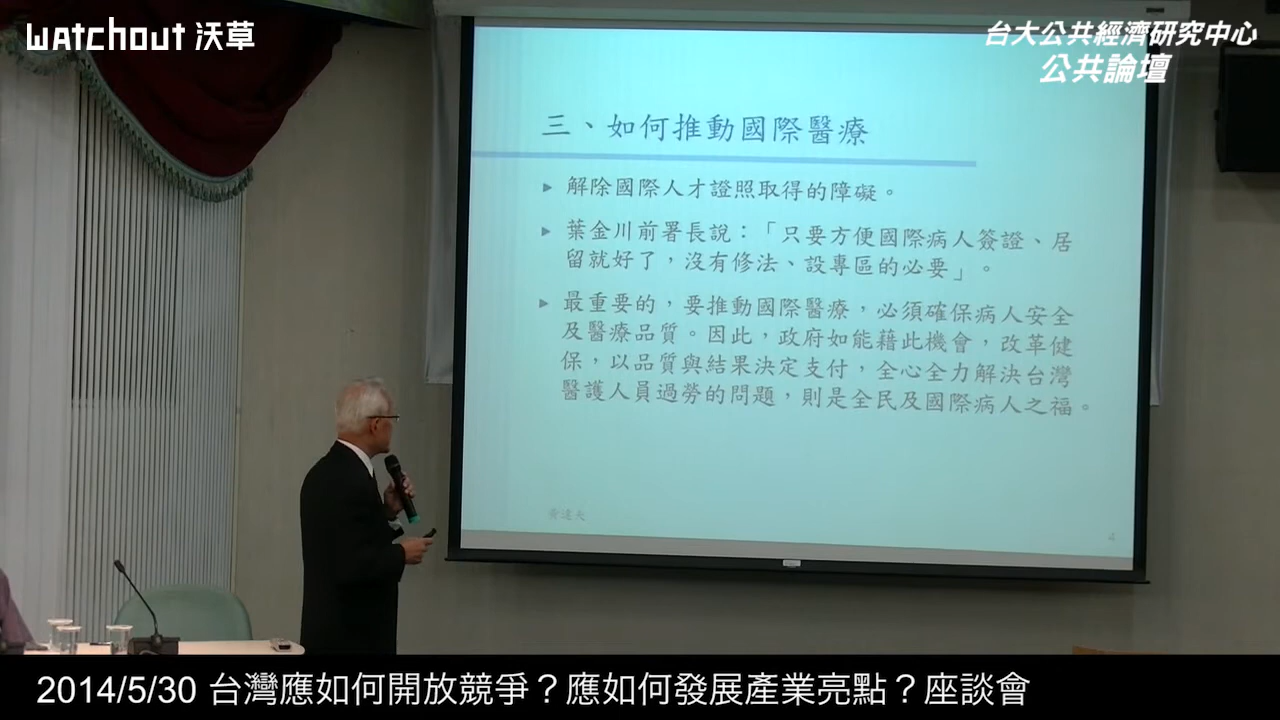 watchout 沃草
台大公共經濟研究中心
公共論壇
三、如何推動國際醫療
解除國際人才證照取得的障礙。
葉金川前署長說：「只要方便國際病人簽證、居
留就好了，沒有修法、設專區的必要」。
最重要的，要推動國際醫療，必須確保病人安全
及醫療品質。因此，政府如能藉此機會，改革健
保，以品質與結果決定支付，全心全力解決台灣
醫護人員過勞的問題，則是全民及國際病人之福。
黃達夫
4
2014/5/30 台灣應如何開放競爭？應如何發展產業亮點？座談會